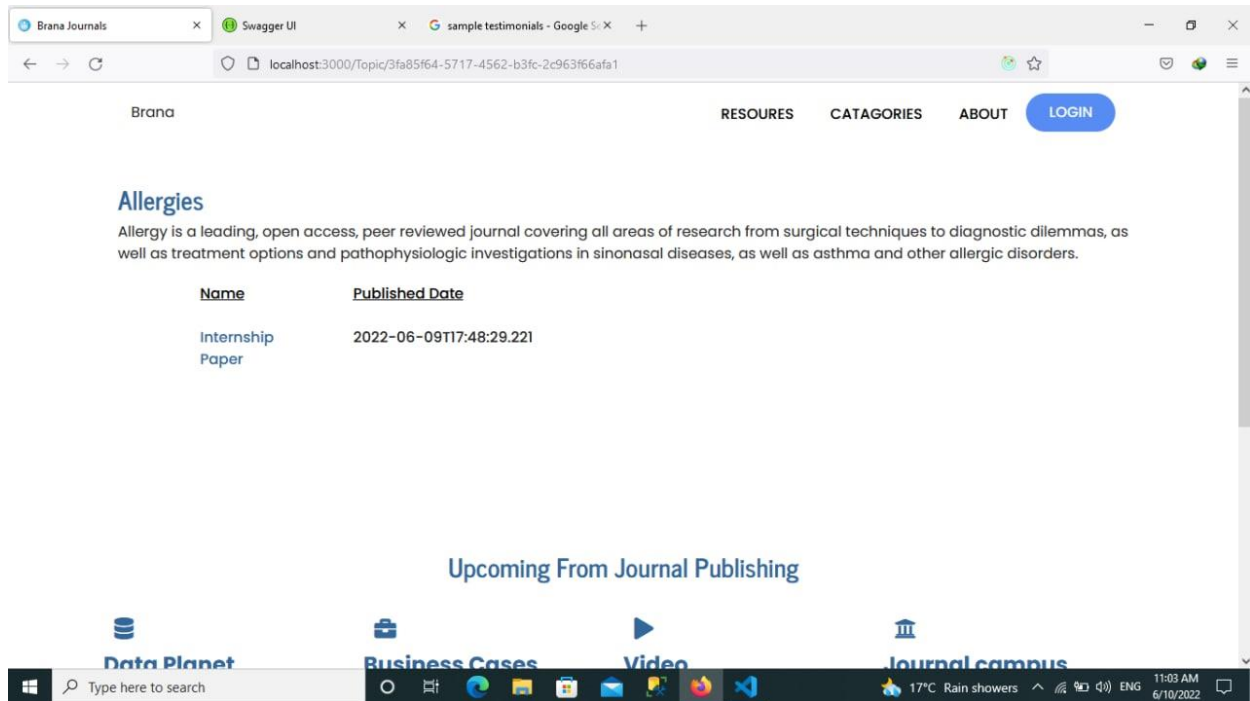 Brana Journals
Swagger UI
sample testimonials - Google Sc
localhost:3000/Topic/3fa85f64-5717-4562-b3fc-2c963f66afa1
Brana
RESOURES CATAGORIES ABOUT LOGIN
Allergies
Allergy is a leading, open access, peer reviewed journal covering all areas of research from surgical techniques to diagnostic dilemmas, as
well as treatment options and pathophysiologic investigations in sinonasal diseases, as well as asthma and other allergic disorders.
Name Published Date
Internship 2022-06-09T17:48:29.221
Paper
Upcoming From Journal Publishing
Data Planet Business Cases Video Journal campus
Type here to search 17°C Rain showers ENG 11:03 AM
6/10/2022